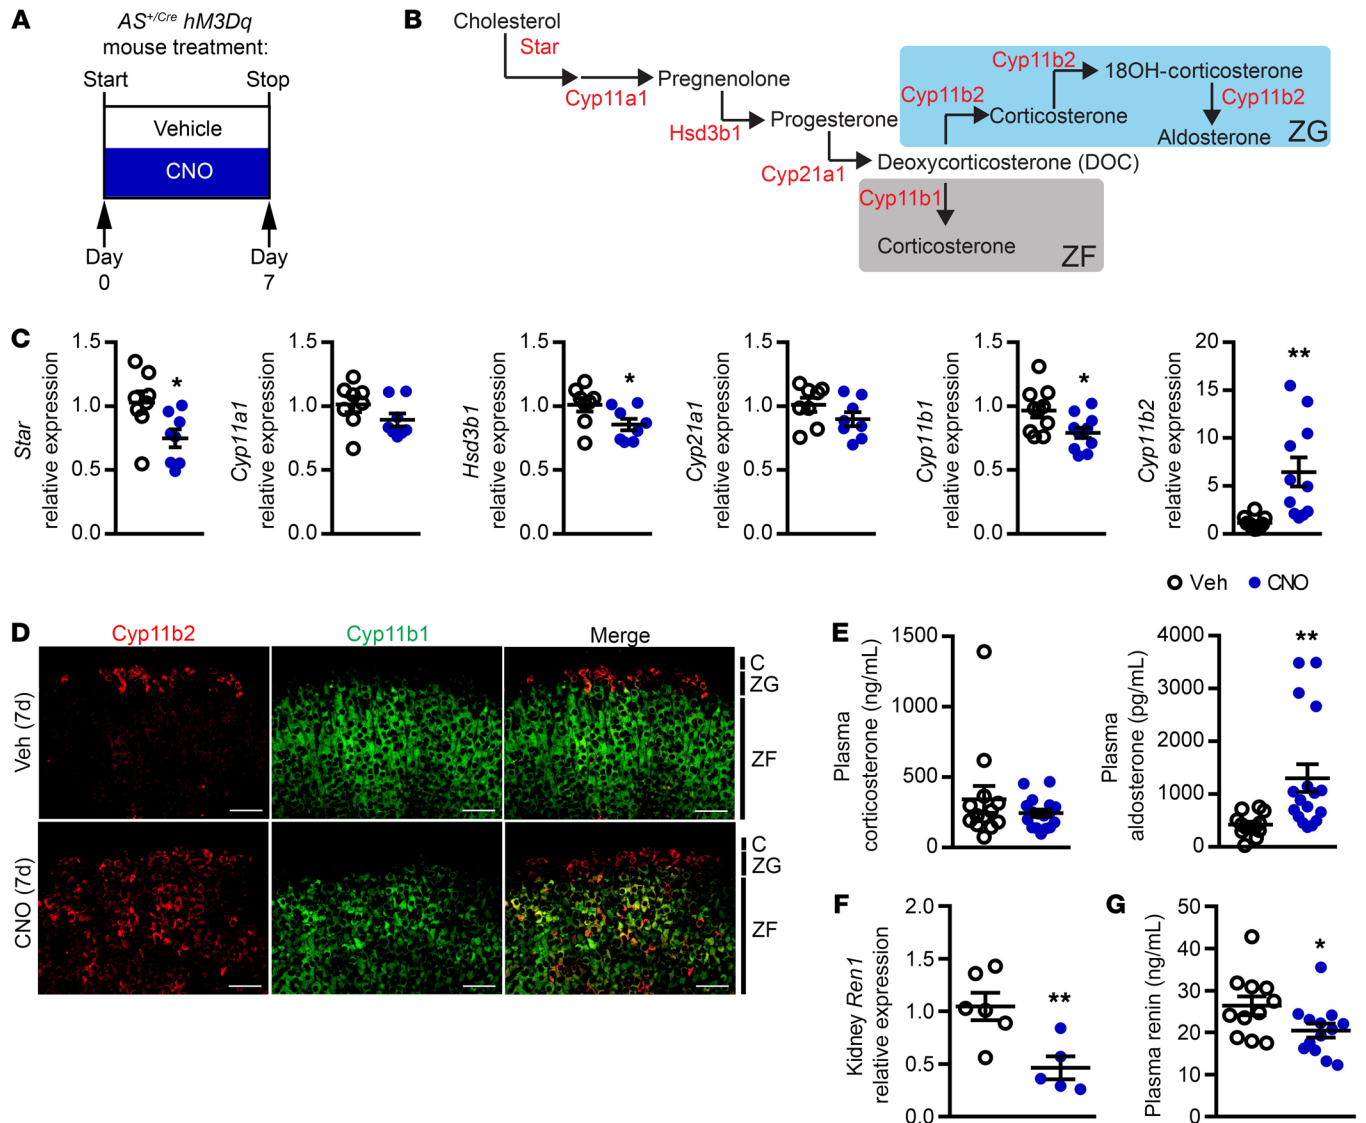 A
AS+/Cre hM3Dq
mouse treatment:
Start Stop
Vehicle
CNO
Day Day
0 7
B
Cholesterol
Star
Cyp11a1
Pregnenolone
Hsd3b1
Progesterone
Cyp21a1
Deoxycorticosterone (DOC)
Cyp11b2
Corticosterone
Cyp11b2
18OH-corticosterone
Cyp11b2
Aldosterone
ZG
Cyp11b1
Corticosterone
ZF
C
Star
relative expression
1.5
1.0
0.5
0.0
*
Cyp11a1
relative expression
1.5
1.0
0.5
0.0
Hsd3b1
relative expression
1.5
1.0
0.5
0.0
*
Cyp21a1
relative expression
1.5
1.0
0.5
0.0
Cyp11b1
relative expression
1.5
1.0
0.5
0.0
*
Cyp11b2
relative expression
20
15
10
5
0
**
Veh CNO
D
Cyp11b2 Cyp11b1 Merge
Veh (7d)
C
ZG
ZF
CNO (7d)
C
ZG
ZF
E
Plasma
corticosterone (ng/mL)
1500
1000
500
0
Plasma
aldosterone (pg/mL)
4000
3000
2000
1000
0
**
F
Kidney Ren1
relative expression
2.0
1.5
1.0
0.5
0.0
**
G
Plasma renin (ng/mL)
50
40
30
20
10
0
*